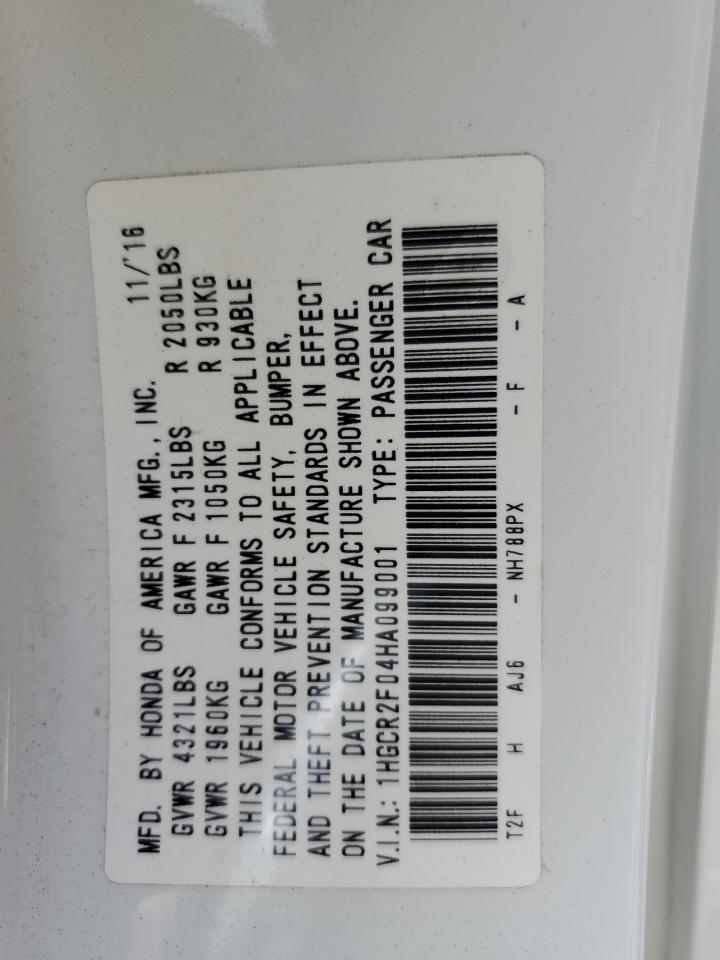 MFD. BY HONDA OF AMERICA MFG., INC. 11/'16
GVWR 4321LBS GAWR F 2315LBS R 2050LBS
GVWR 1960KG GAWR F 1050KG R 930KG
THIS VEHICLE CONFORMS TO ALL APPLICABLE
FEDERAL MOTOR VEHICLE SAFETY, BUMPER,
AND THEFT PREVENTION STANDARDS IN EFFECT
ON THE DATE OF MANUFACTURE SHOWN ABOVE.
V.I.N.: 1HGCR2F04HA099001 TYPE: PASSENGER CAR
T2F H AJ6 - NH788PX - F - A